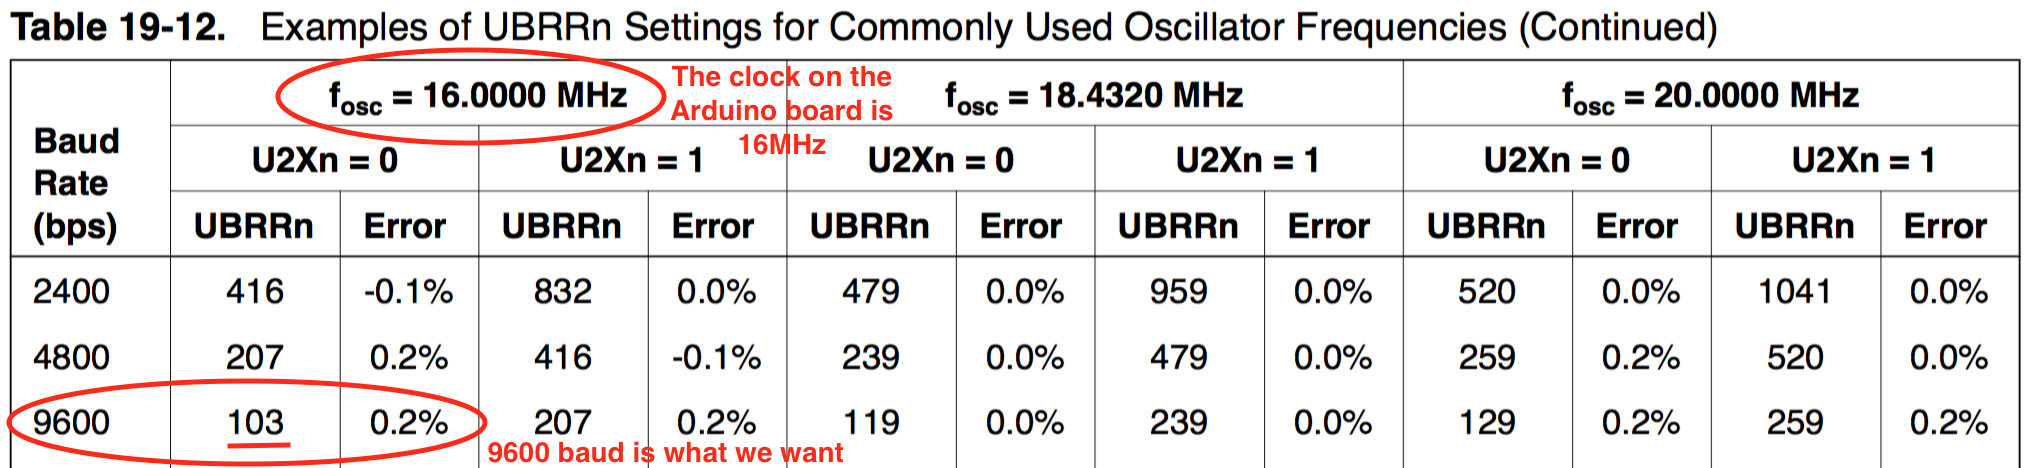 Table 19-12. Examples of UBRRn Settings for Commonly Used Oscillator Frequencies (Continued)
fosc = 16.0000 MHz The clock on the Arduino board is 16MHz fosc = 18.4320 MHz fosc = 20.0000 MHz
Baud Rate (bps) U2Xn = 0 U2Xn = 1 U2Xn = 0 U2Xn = 1 U2Xn = 0 U2Xn = 1
UBRRn Error UBRRn Error UBRRn Error UBRRn Error UBRRn Error UBRRn Error
2400 416 -0.1% 832 0.0% 479 0.0% 959 0.0% 520 0.0% 1041 0.0%
4800 207 0.2% 416 -0.1% 239 0.0% 479 0.0% 259 0.2% 520 0.0%
9600 103 0.2% 207 0.2% 119 0.0% 239 0.0% 129 0.2% 259 0.2%
9600 baud is what we want